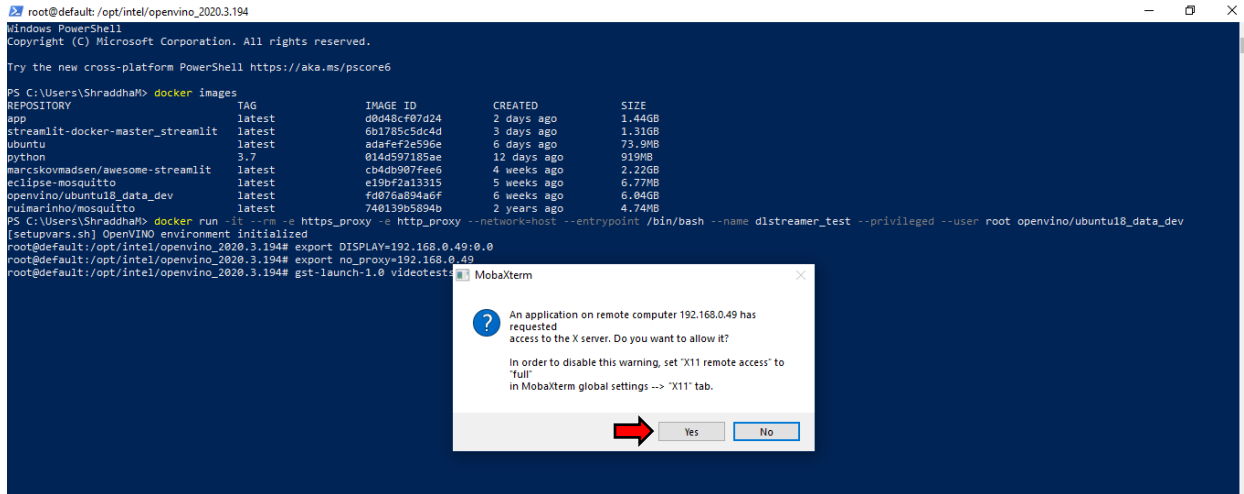 root@default: /opt/intel/openvino_2020.3.194
Windows PowerShell
Copyright (C) Microsoft Corporation. All rights reserved.
Try the new cross-platform PowerShell https://aka.ms/pscore6
PS C:\Users\ShraddhaM> docker images
REPOSITORY TAG IMAGE ID CREATED SIZE
app latest d0d48cf07d24 2 days ago 1.44GB
streamlit-docker-master_streamlit latest 6b1785c5dc4d 3 days ago 1.31GB
ubuntu latest adafef2e596e 6 days ago 73.9MB
python 3.7 014d597185ae 12 days ago 919MB
marcskovmadsen/awesome-streamlit latest cb4db907fee6 4 weeks ago 2.22GB
eclipse-mosquitto latest e19bf2a13315 5 weeks ago 6.77MB
openvino/ubuntu18_data_dev latest fd076a894a6f 6 weeks ago 6.04GB
ruimarinho/mosquitto latest 740139b5894b 2 years ago 4.74MB
PS C:\Users\ShraddhaM> docker run -it --rm -e https_proxy -e http_proxy --network=host --entrypoint /bin/bash --name dlstreamer_test --privileged --user root openvino/ubuntu18_data_dev
[setupvars.sh] OpenVINO environment initialized
root@default:/opt/intel/openvino_2020.3.194# export DISPLAY=192.168.0.49:0.0
root@default:/opt/intel/openvino_2020.3.194# export no_proxy=192.168.0.49
root@default:/opt/intel/openvino_2020.3.194# gst-launch-1.0 videotests
MobaXterm
An application on remote computer 192.168.0.49 has
requested
access to the X server. Do you want to allow it?
In order to disable this warning, set "X11 remote access" to
"full"
in MobaXterm global settings --> "X11" tab.
Yes No